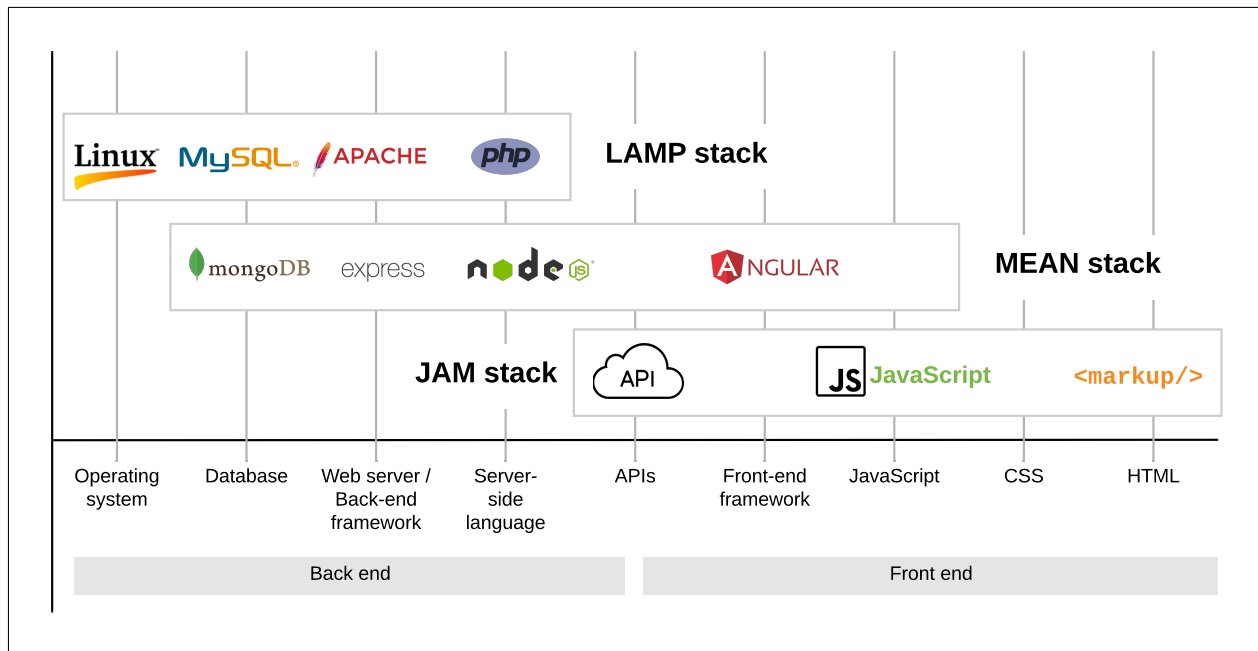 Linux™
MySQL®
APACHE
php
LAMP stack
mongoDB
express
node JS®
ANGULAR
MEAN stack
JAM stack
API
JS JavaScript
<markup/>
Operating
system
Database
Web server /
Back-end
framework
Server-
side
language
APIs
Front-end
framework
JavaScript
CSS
HTML
Back end
Front end